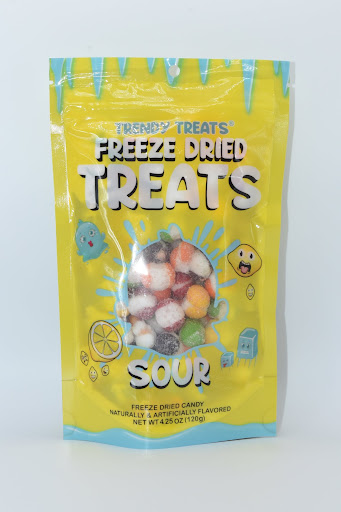 TRENDY TREATS®
FREEZE DRIED
TREATS
SOUR
FREEZE DRIED CANDY
NATURALLY & ARTIFICIALLY FLAVORED
NET WT 4.25 OZ (120g)